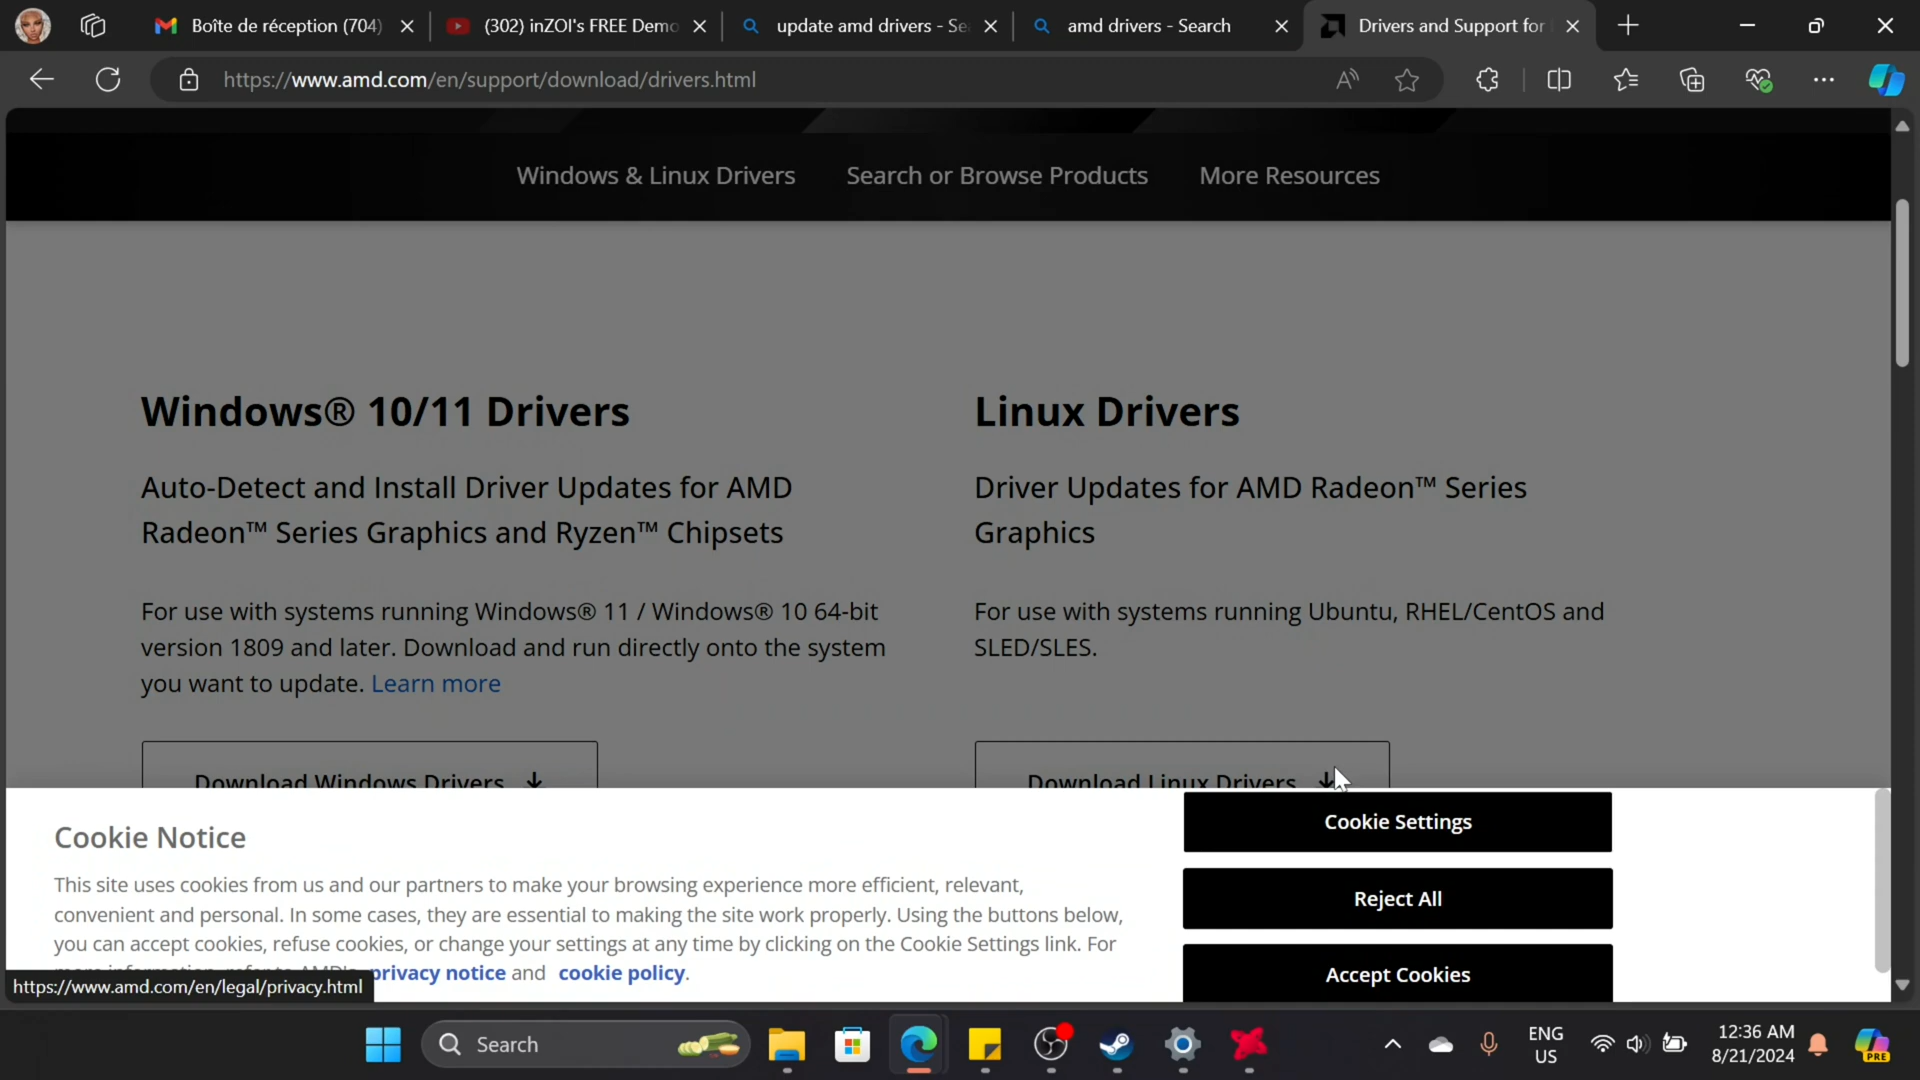 Boîte de réception (704)
(302) inZOI's FREE Demo
update amd drivers - Se
amd drivers - Search
Drivers and Support for
https://www.amd.com/en/support/download/drivers.html
Windows & Linux Drivers
Search or Browse Products
More Resources
Windows® 10/11 Drivers
Auto-Detect and Install Driver Updates for AMD
Radeon™ Series Graphics and Ryzen™ Chipsets
For use with systems running Windows® 11 / Windows® 10 64-bit
version 1809 and later. Download and run directly onto the system
you want to update. Learn more
Download Windows Drivers
Linux Drivers
Driver Updates for AMD Radeon™ Series
Graphics
For use with systems running Ubuntu, RHEL/CentOS and
SLED/SLES.
Download Linux Drivers
Cookie Notice
This site uses cookies from us and our partners to make your browsing experience more efficient, relevant,
convenient and personal. In some cases, they are essential to making the site work properly. Using the buttons below,
you can accept cookies, refuse cookies, or change your settings at any time by clicking on the Cookie Settings link. For
privacy notice and cookie policy.
Cookie Settings
Reject All
Accept Cookies
https://www.amd.com/en/legal/privacy.html
Search
ENG
US
12:36 AM
8/21/2024
PRE